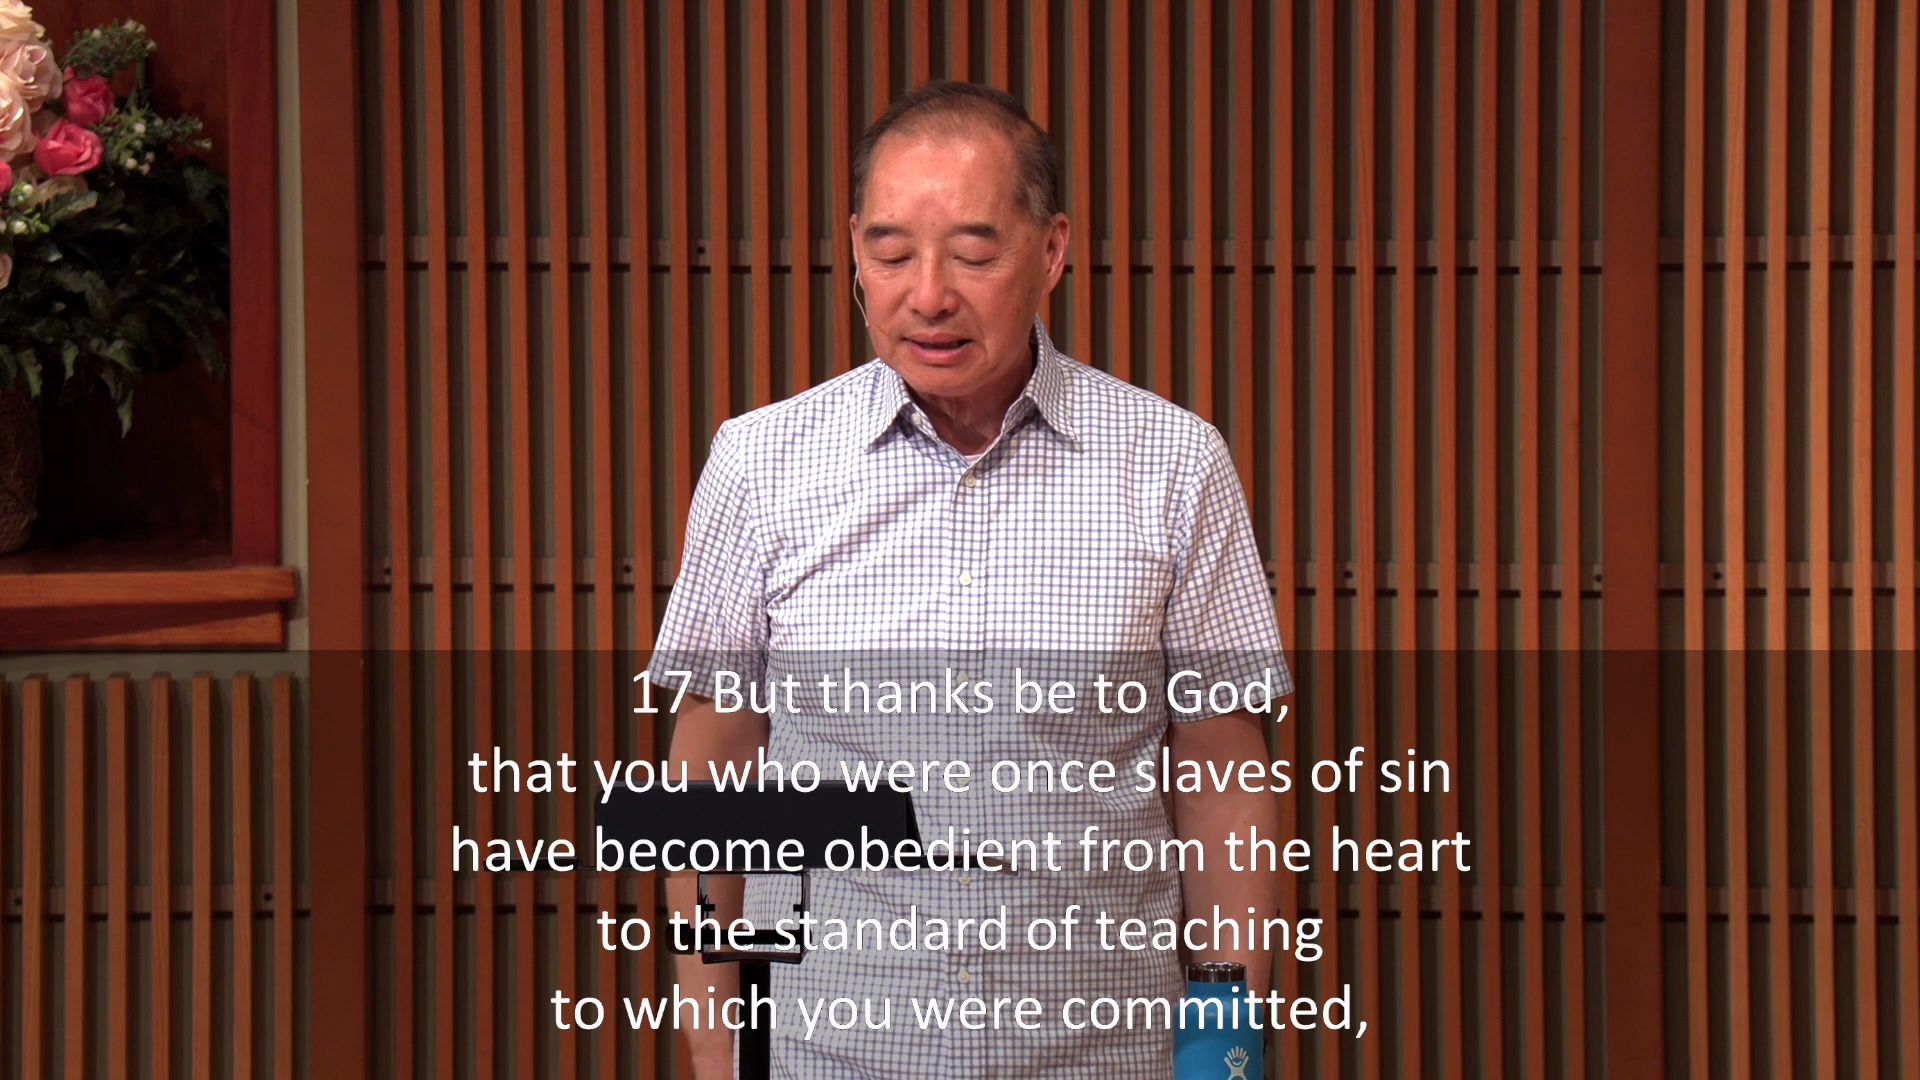 17 But thanks be to God,
that you who were once slaves of sin
have become obedient from the heart
to the standard of teaching
to which you were committed,